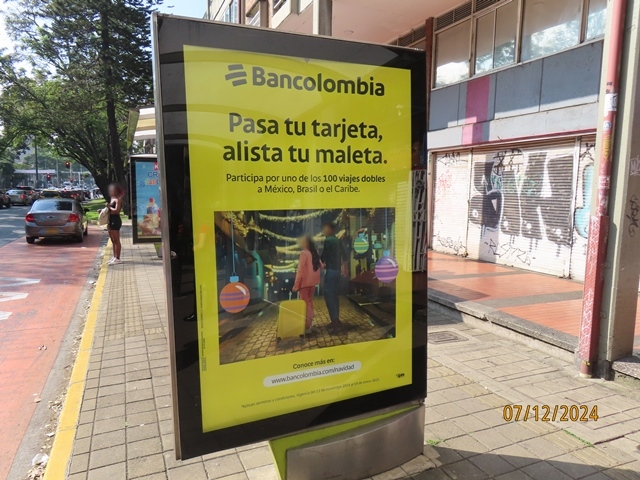 Bancolombia
Pasa tu tarjeta,
alista tu maleta.
Participa por uno de los 100 viajes dobles
a México, Brasil o el Caribe.
Conoce más en:
www.bancolombia.com/navidad
07/12/2024